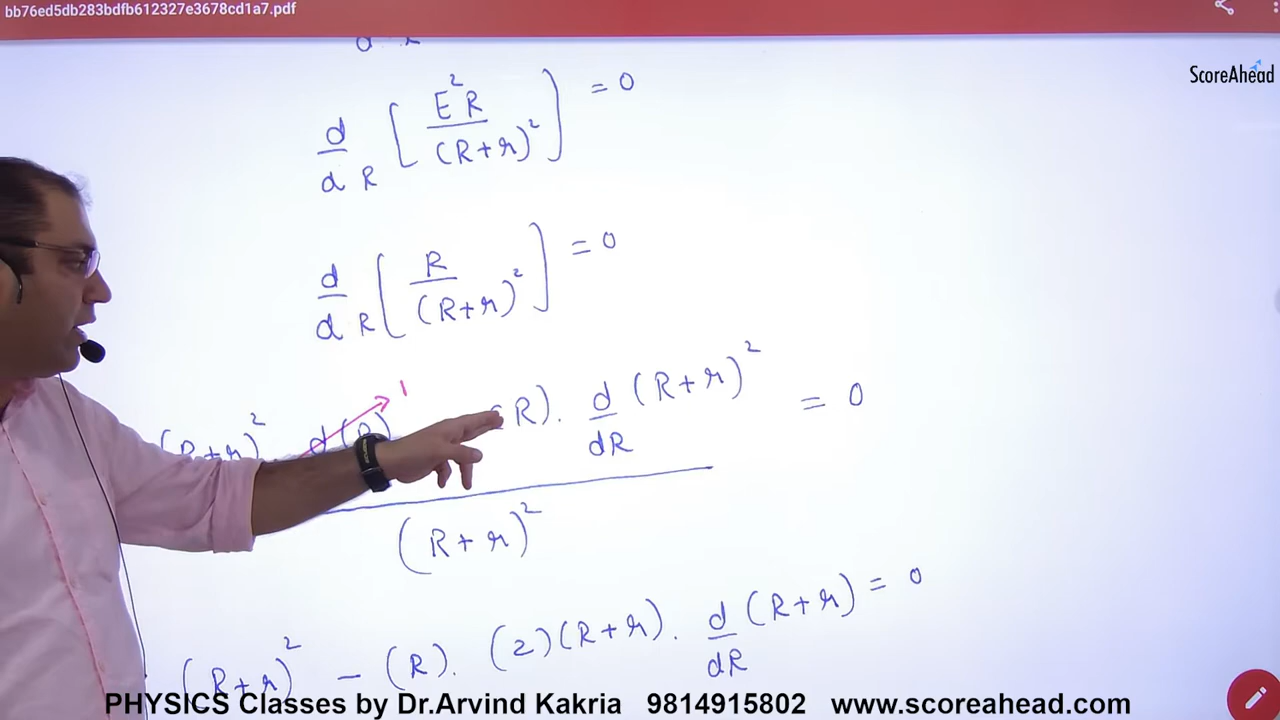 bb76ed5db283bdfb612327e3678cd1a7.pdf
ScoreAhead
d/dR [E²R/(R+r)²] = 0
d/dR [R/(R+r)²] = 0
(R+r)² d(R) 1 R). d/dR (R+r)² = 0
(R+r)²
(R+r)² - (R). (2)(R+r). d/dR (R+r) = 0
PHYSICS Classes by Dr.Arvind Kakria 9814915802 www.scoreahead.com